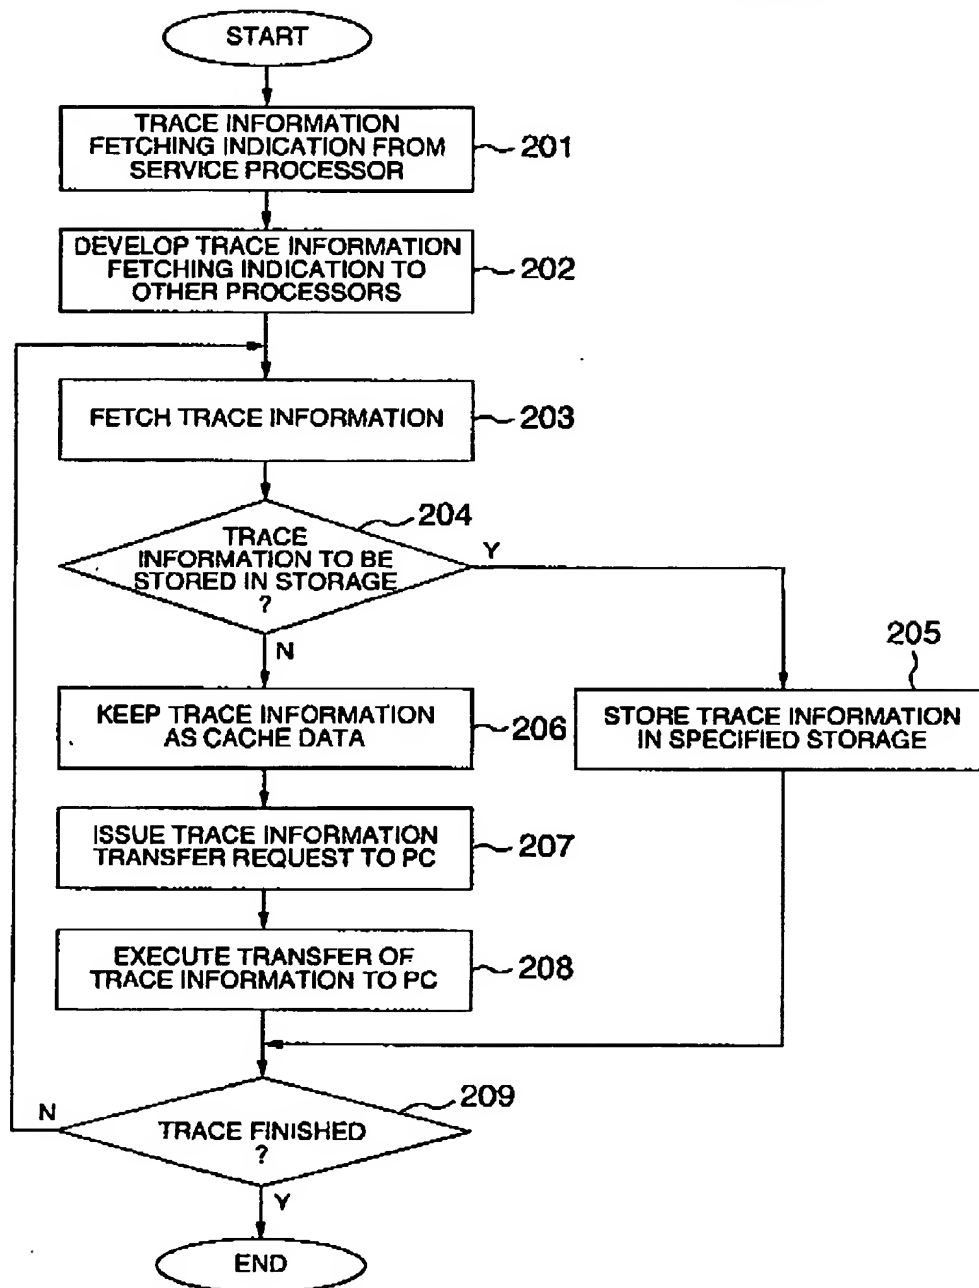 START
TRACE INFORMATION
FETCHING INDICATION FROM
SERVICE PROCESSOR
201
DEVELOP TRACE INFORMATION
FETCHING INDICATION TO
OTHER PROCESSORS
202
FETCH TRACE INFORMATION
203
204
TRACE
INFORMATION TO BE
STORED IN STORAGE
?
Y
N
205
STORE TRACE INFORMATION
IN SPECIFIED STORAGE
KEEP TRACE INFORMATION
AS CACHE DATA
206
ISSUE TRACE INFORMATION
TRANSFER REQUEST TO PC
207
EXECUTE TRANSFER OF
TRACE INFORMATION TO PC
208
209
N
TRACE FINISHED
?
Y
END